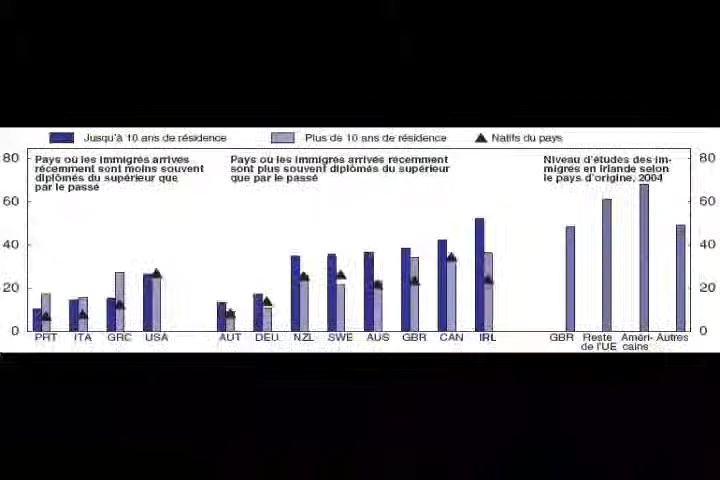 Jusqu'à 10 ans de résidence Plus de 10 ans de résidence Natifs du pays
80 Pays où les immigrés arrivés Pays où les immigrés arrivés récemment Niveau d'études des im- 80
récemment sont moins souvent sont plus souvent diplômés du supérieur migrés en Irlande selon
diplômés du supérieur que que par le passé le pays d'origine, 2004
par le passé
60 60
40 40
20 20
0 0
PRT ITA GRC USA AUT DEU NZL SWE AUS GBR CAN IRL GBR Reste Améri- Autres
de l'UE cains